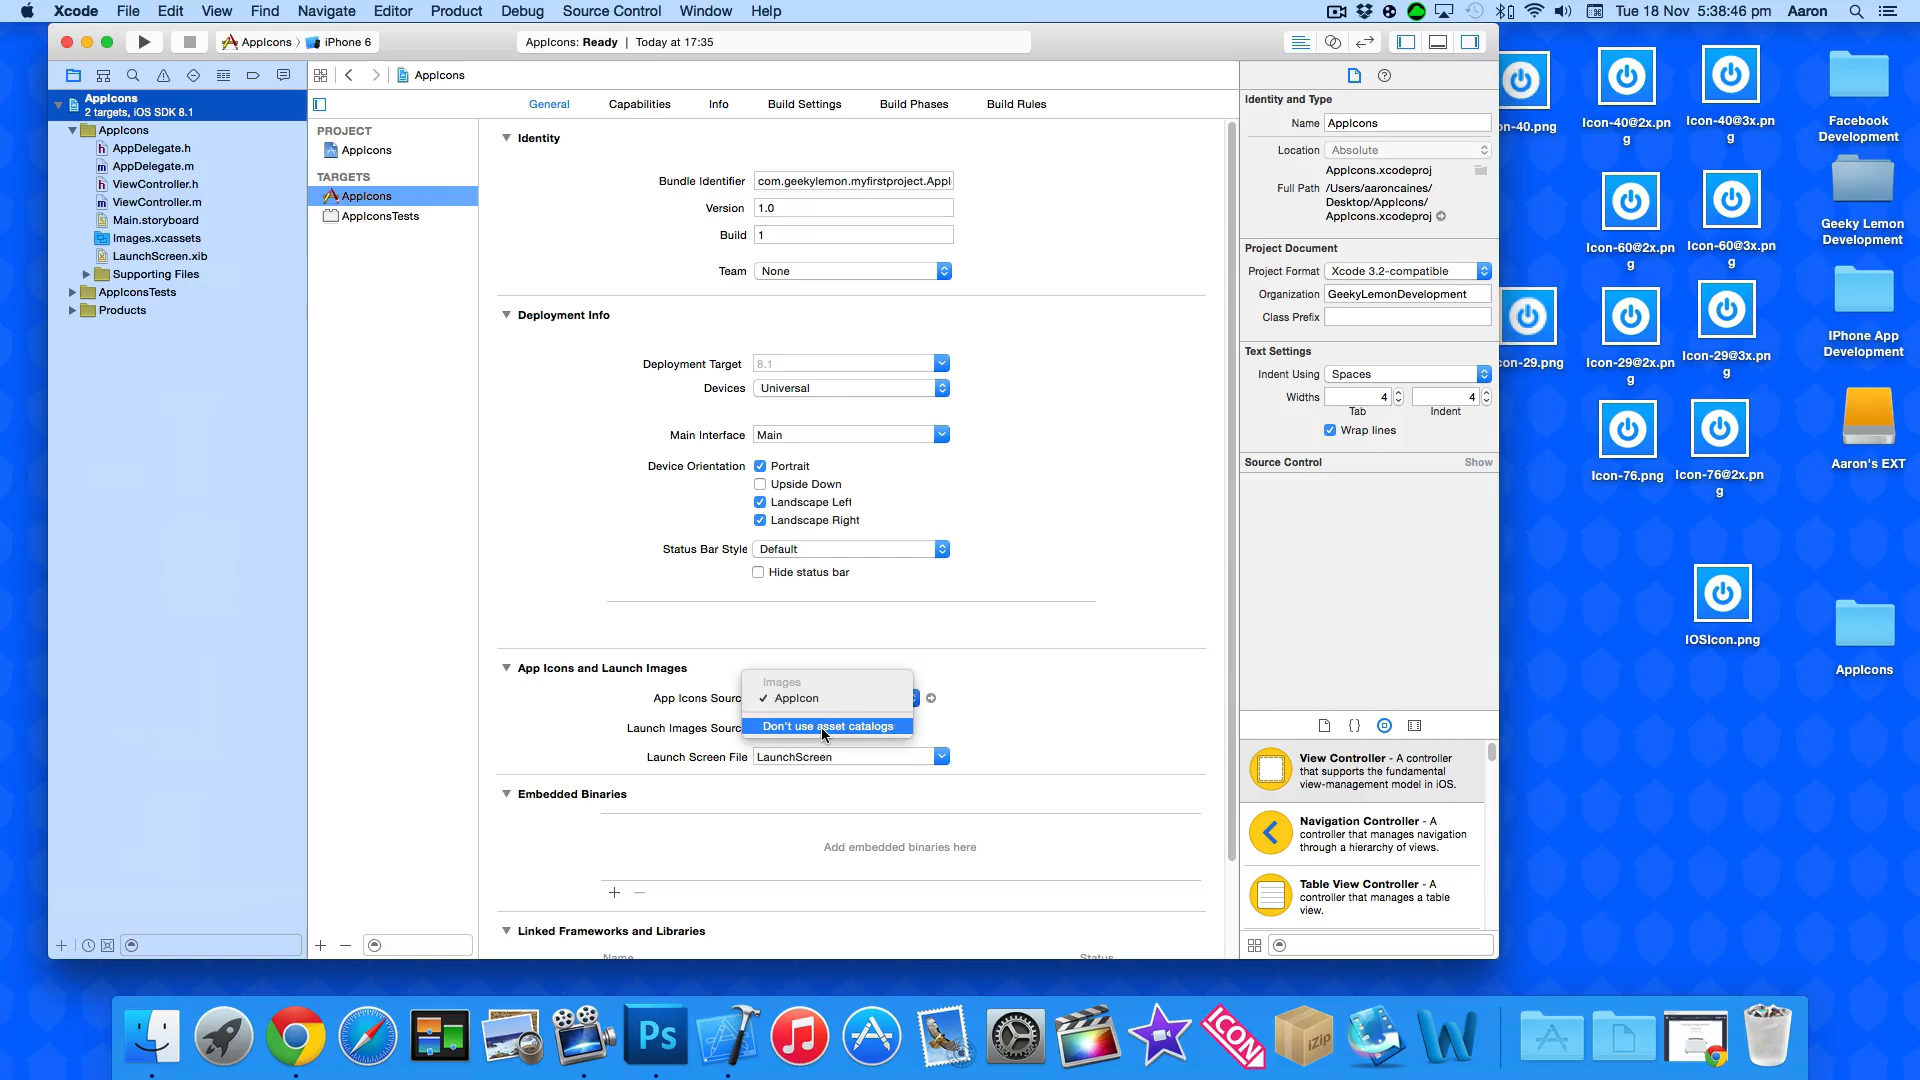 Xcode File Edit View Find Navigate Editor Product Debug Source Control Window Help Tue 18 Nov 5:38:46 pm Aaron
AppIcons iPhone 6
AppIcons: Ready | Today at 17:35
AppIcons
2 targets, iOS SDK 8.1
AppIcons
AppDelegate.h
AppDelegate.m
ViewController.h
ViewController.m
Main.storyboard
Images.xcassets
LaunchScreen.xib
Supporting Files
AppIconsTests
Products
AppIcons
General Capabilities Info Build Settings Build Phases Build Rules
PROJECT
AppIcons
TARGETS
AppIcons
AppIconsTests
Identity
Bundle Identifier com.geekylemon.myfirstproject.AppI
Version 1.0
Build 1
Team None
Deployment Info
Deployment Target 8.1
Devices Universal
Main Interface Main
Device Orientation Portrait
Upside Down
Landscape Left
Landscape Right
Status Bar Style Default
Hide status bar
App Icons and Launch Images
Images
App Icons Sourc AppIcon
Launch Images Sourc Don't use asset catalogs
Launch Screen File LaunchScreen
Embedded Binaries
Add embedded binaries here
Linked Frameworks and Libraries
Name Status
Identity and Type
Name AppIcons
Location Absolute
AppIcons.xcodeproj
Full Path /Users/aaroncaines/
Desktop/AppIcons/
AppIcons.xcodeproj
Project Document
Project Format Xcode 3.2-compatible
Organization GeekyLemonDevelopment
Class Prefix
Text Settings
Indent Using Spaces
Widths 4 4
Tab Indent
Wrap lines
Source Control Show
{ }
View Controller - A controller
that supports the fundamental
view-management model in iOS.
Navigation Controller - A
controller that manages navigation
through a hierarchy of views.
Table View Controller - A
controller that manages a table
view.
con-40.png
Icon-40@2x.pn
g
Icon-40@3x.pn
g
Facebook
Development
Icon-60@2x.pn
g
Icon-60@3x.pn
g
Geeky Lemon
Development
con-29.png
Icon-29@2x.pn
g
Icon-29@3x.pn
g
IPhone App
Development
Icon-76.png
Icon-76@2x.pn
g
Aaron's EXT
IOSIcon.png
AppIcons
Ps
ICON
iZip
W